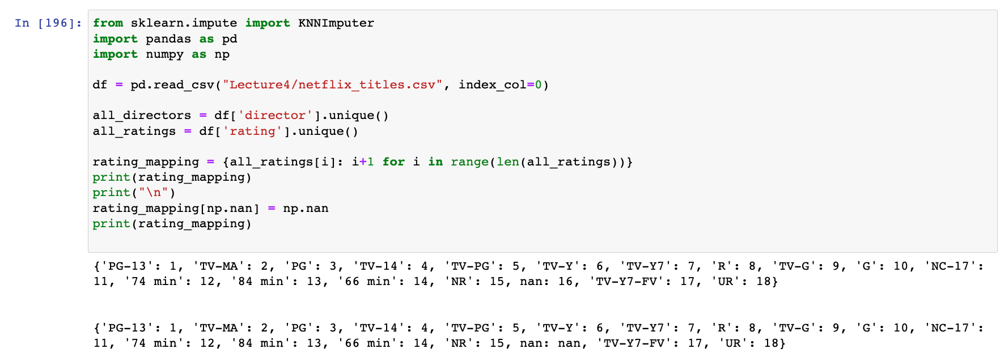 In [196]: from sklearn.impute import KNNImputer
import pandas as pd
import numpy as np
df = pd.read_csv("Lecture4/netflix_titles.csv", index_col=0)
all_directors = df['director'].unique()
all_ratings = df['rating'].unique()
rating_mapping = {all_ratings[i]: i+1 for i in range(len(all_ratings))}
print(rating_mapping)
print("\n")
rating_mapping[np.nan] = np.nan
print(rating_mapping)
{'PG-13': 1, 'TV-MA': 2, 'PG': 3, 'TV-14': 4, 'TV-PG': 5, 'TV-Y': 6, 'TV-Y7': 7, 'R': 8, 'TV-G': 9, 'G': 10, 'NC-17':
11, '74 min': 12, '84 min': 13, '66 min': 14, 'NR': 15, nan: 16, 'TV-Y7-FV': 17, 'UR': 18}
{'PG-13': 1, 'TV-MA': 2, 'PG': 3, 'TV-14': 4, 'TV-PG': 5, 'TV-Y': 6, 'TV-Y7': 7, 'R': 8, 'TV-G': 9, 'G': 10, 'NC-17':
11, '74 min': 12, '84 min': 13, '66 min': 14, 'NR': 15, nan: nan, 'TV-Y7-FV': 17, 'UR': 18}